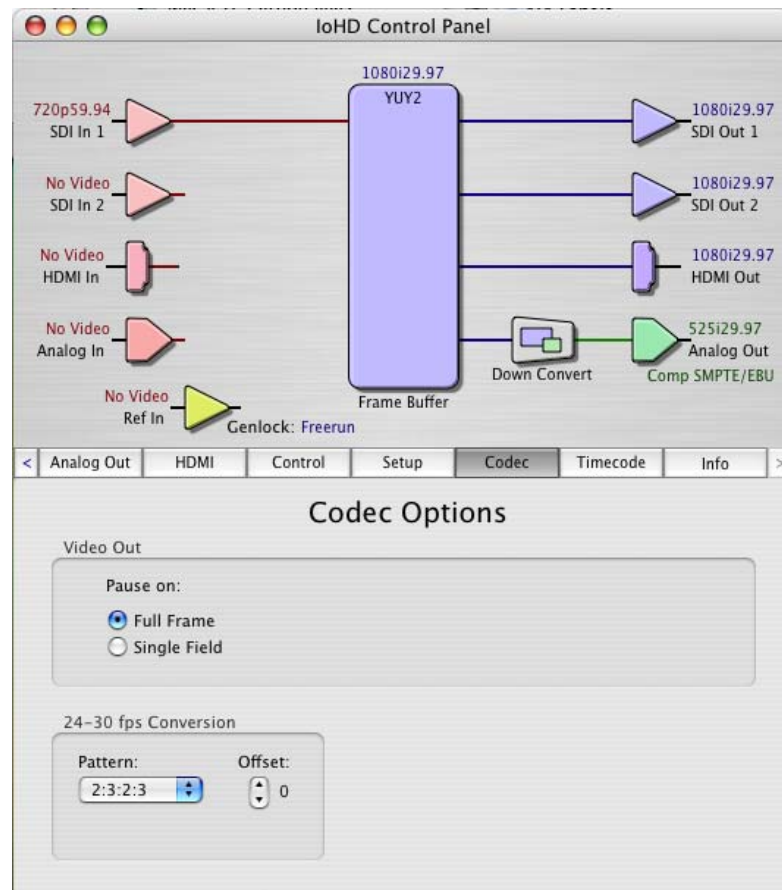 IoHD Control Panel
1080i29.97
YUY2
720p59.94
SDI In 1
1080i29.97
SDI Out 1
No Video
SDI In 2
1080i29.97
SDI Out 2
No Video
HDMI In
1080i29.97
HDMI Out
No Video
Analog In
Down Convert
525i29.97
Analog Out
Comp SMPTE/EBU
No Video
Ref In
Genlock: Freerun
Frame Buffer
< Analog Out HDMI Control Setup Codec Timecode Info >
Codec Options
Video Out
Pause on:
Full Frame
Single Field
24-30 fps Conversion
Pattern: Offset:
2:3:2:3 0